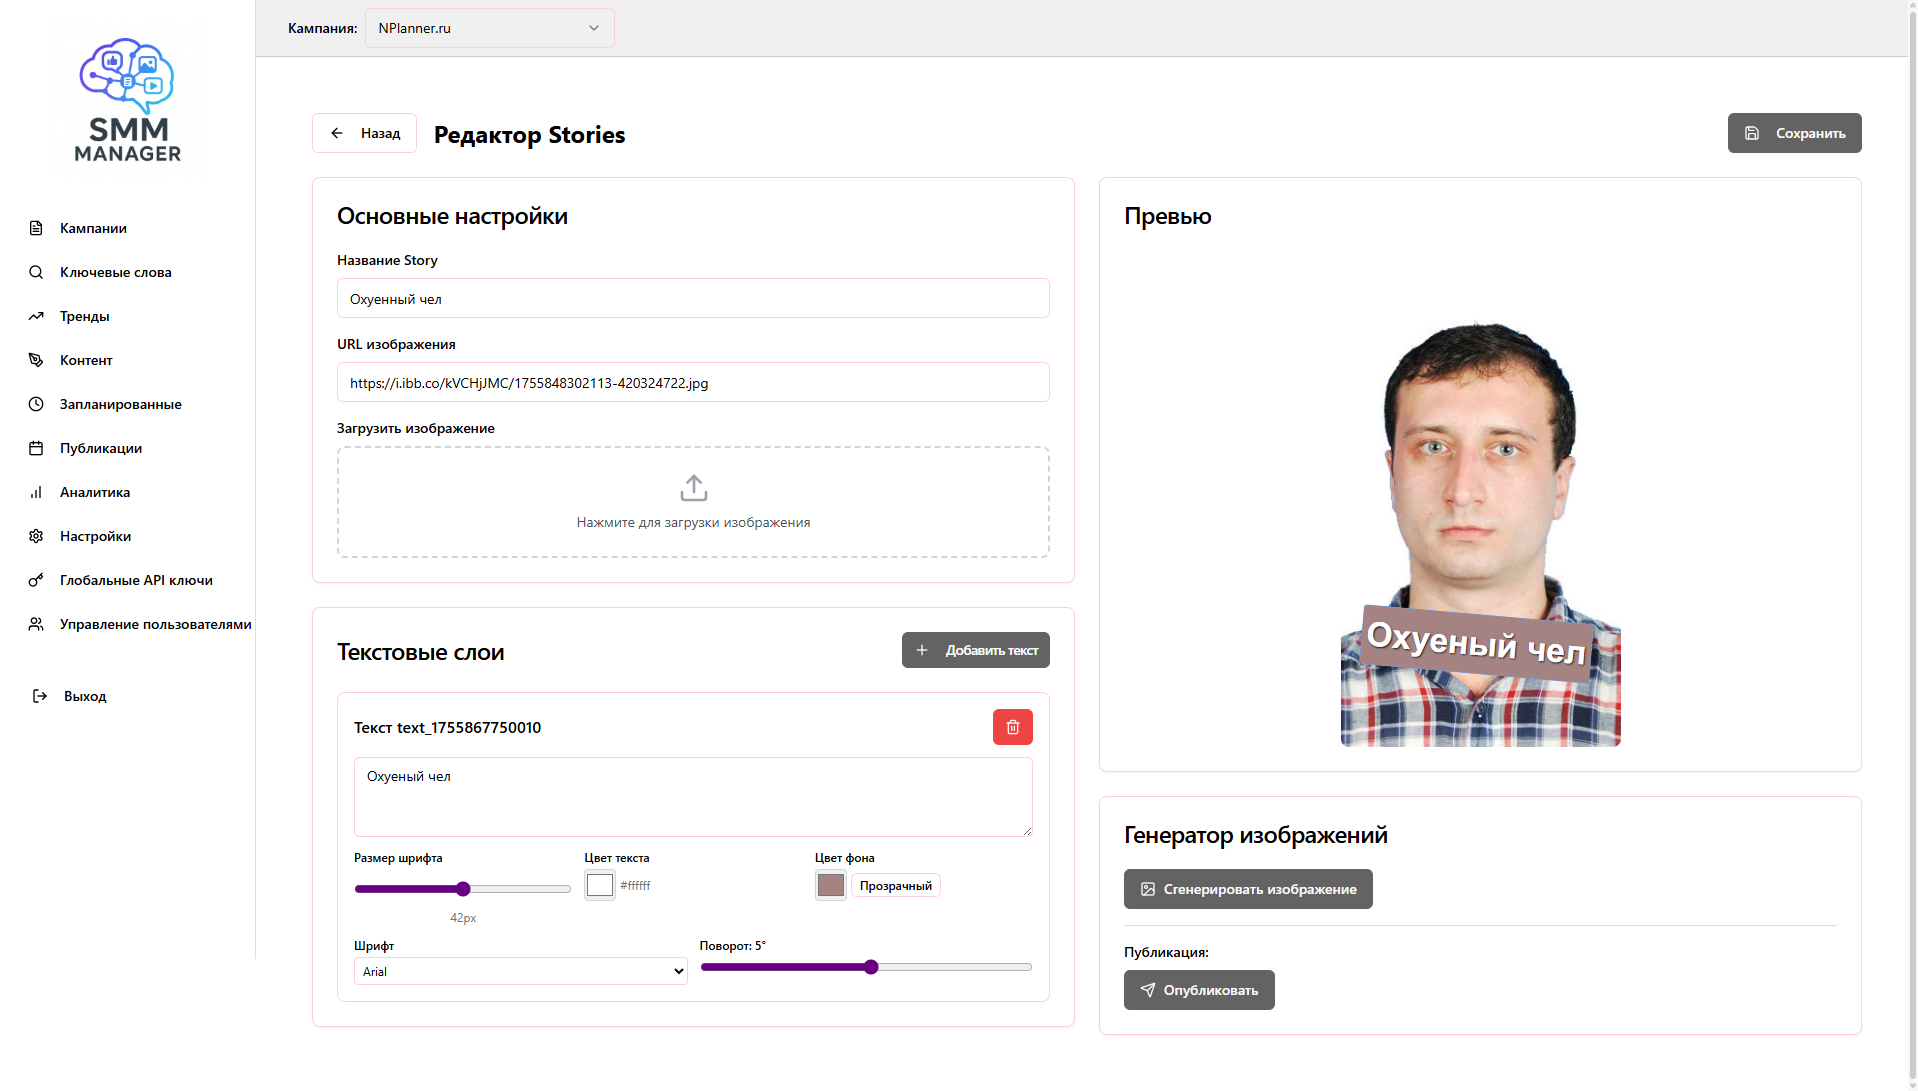 Кампания:
NPlanner.ru
SMM
MANAGER
Кампании
Ключевые слова
Тренды
Контент
Запланированные
Публикации
Аналитика
Настройки
Глобальные API ключи
Управление пользователями
Выход
Назад
Редактор Stories
Сохранить
Основные настройки
Название Story
Охуенный чел
URL изображения
https://i.ibb.co/kVCHjJMC/1755848302113-420324722.jpg
Загрузить изображение
Нажмите для загрузки изображения
Текстовые слои
Добавить текст
Текст text_1755867750010
Охуеный чел
Размер шрифта
42px
Цвет текста
#ffffff
Цвет фона
Прозрачный
Шрифт
Arial
Поворот: 5°
Превью
Охуеный чел
Генератор изображений
Сгенерировать изображение
Публикация:
Опубликовать